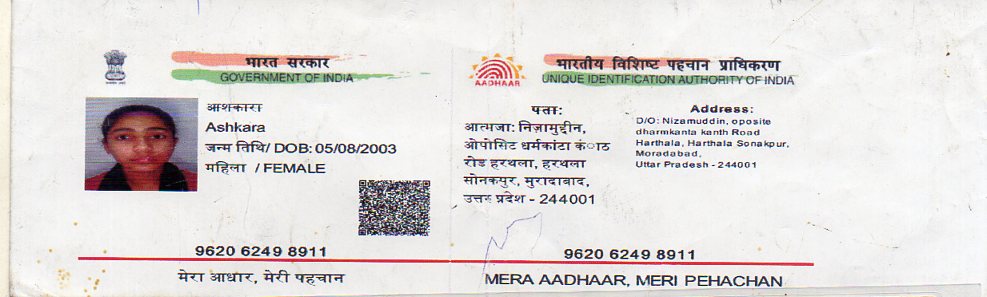 भारत सरकार
GOVERNMENT OF INDIA
आशकारा
Ashkara
जन्म तिथि/ DOB: 05/08/2003
महिला / FEMALE
9620 6249 8911
मेरा आधार, मेरी पहचान
AADHAAR
भारतीय विशिष्ट पहचान प्राधिकरण
UNIQUE IDENTIFICATION AUTHORITY OF INDIA
पता:
आत्मजा: निज़ामुद्दीन,
ओपोसिट धर्मकांटा कंाठ
रोड हरथला, हरथला
सोनकपुर, मुरादाबाद,
उत्तर प्रदेश - 244001
Address:
D/O: Nizamuddin, oposite
dharmkanta kanth Road
Harthala, Harthala Sonakpur,
Moradabad,
Uttar Pradesh - 244001
9620 6249 8911
MERA AADHAAR, MERI PEHACHAN